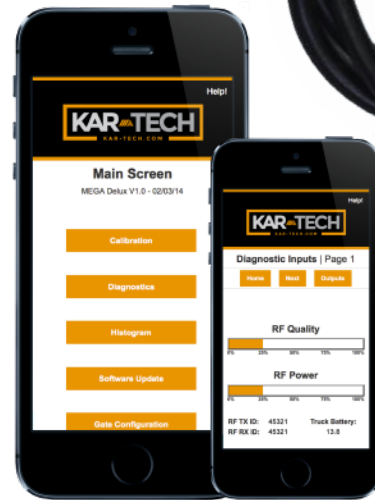 Help!
KAR-TECH
KAR-TECH.COM
Main Screen
MEGA Delux V1.0 - 02/03/14
Calibration
Diagnostics
Histogram
Software Update
Gate Configuration
Help!
KAR-TECH
KAR-TECH.COM
Diagnostic Inputs | Page 1
Home Next Outputs
RF Quality
0% 25% 50% 75% 100%
RF Power
0% 25% 50% 75% 100%
RF TX ID: 45321 Truck Battery:
RF RX ID: 45321 13.8